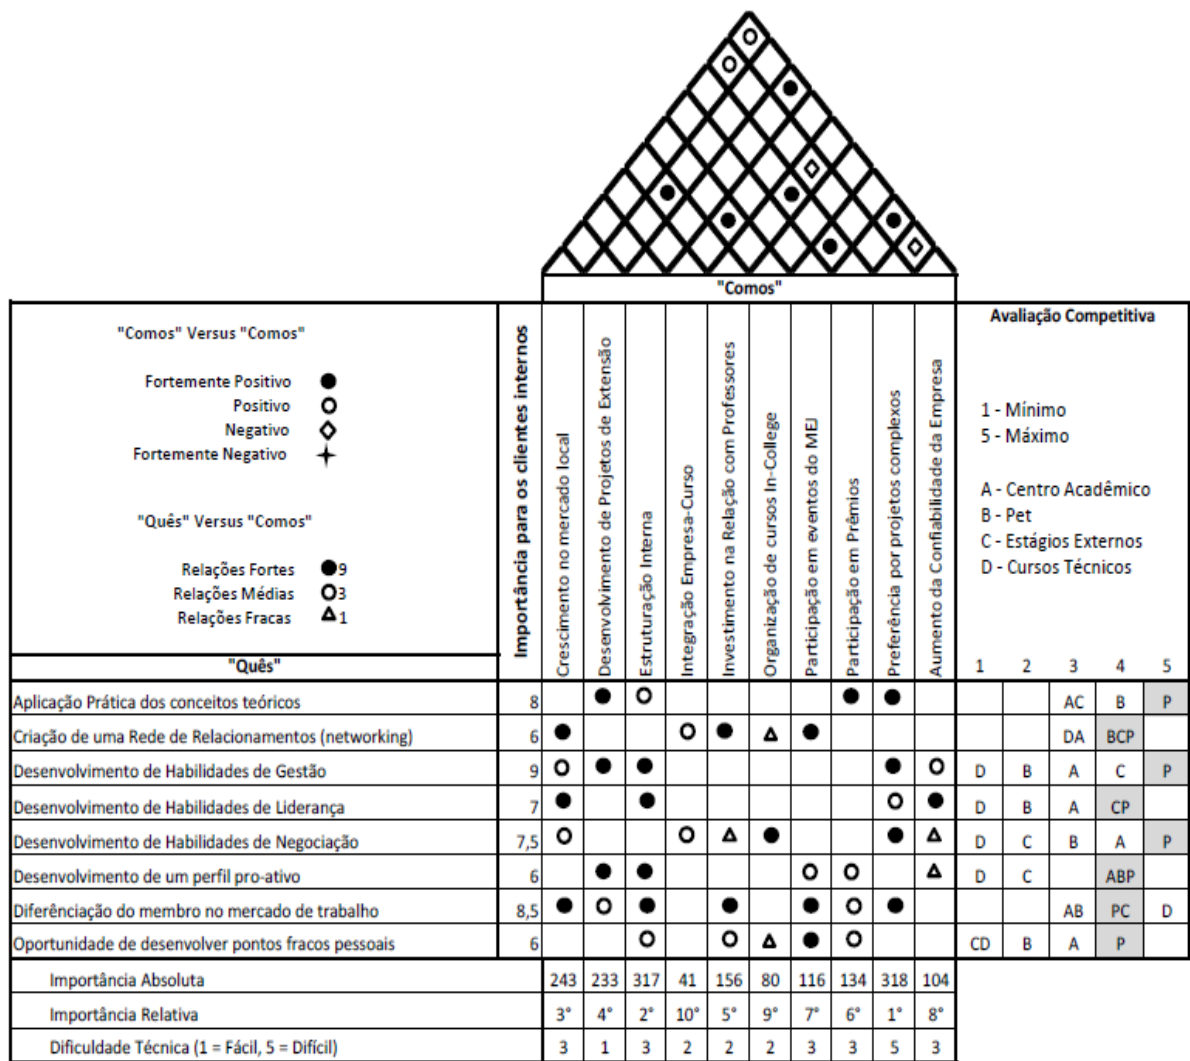 "Comos"
"Comos" Versus "Comos"
Fortemente Positivo
Positivo
Negativo
Fortemente Negativo
"Quês" Versus "Comos"
Relações Fortes 9
Relações Médias 3
Relações Fracas 1
"Quês"
Importância para os clientes internos
Crescimento no mercado local
Desenvolvimento de Projetos de Extensão
Estruturação Interna
Integração Empresa-Curso
Investimento na Relação com Professores
Organização de cursos In-College
Participação em eventos do MEJ
Participação em Prêmios
Preferência por projetos complexos
Aumento da Confiabilidade da Empresa
Avaliação Competitiva
1 - Mínimo
5 - Máximo
A - Centro Acadêmico
B - Pet
C - Estágios Externos
D - Cursos Técnicos
1 2 3 4 5
Aplicação Prática dos conceitos teóricos 8 AC B P
Criação de uma Rede de Relacionamentos (networking) 6 DA BCP
Desenvolvimento de Habilidades de Gestão 9 D B A C P
Desenvolvimento de Habilidades de Liderança 7 D B A CP
Desenvolvimento de Habilidades de Negociação 7,5 D C B A P
Desenvolvimento de um perfil pro-ativo 6 D C ABP
Diferênciação do membro no mercado de trabalho 8,5 AB PC D
Oportunidade de desenvolver pontos fracos pessoais 6 CD B A P
Importância Absoluta 243 233 317 41 156 80 116 134 318 104
Importância Relativa 3° 4° 2° 10° 5° 9° 7° 6° 1° 8°
Dificuldade Técnica (1 = Fácil, 5 = Difícil) 3 1 3 2 2 2 3 3 5 3